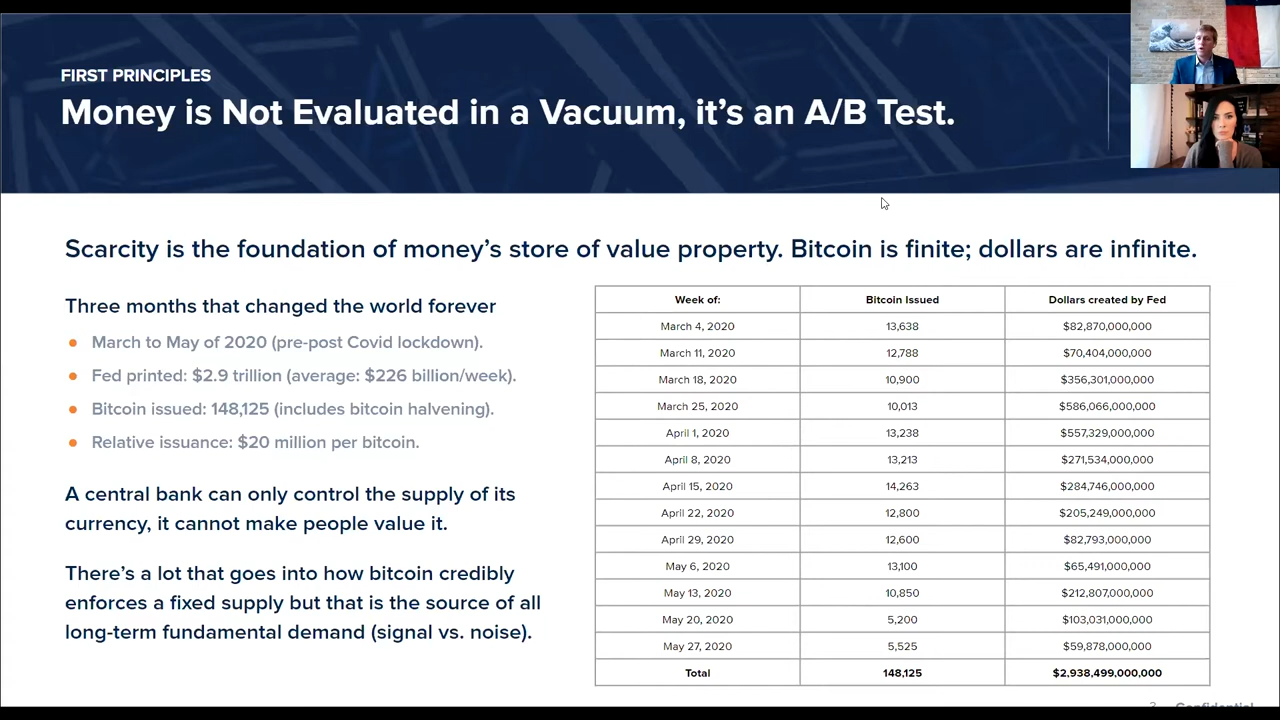 FIRST PRINCIPLES
Money is Not Evaluated in a Vacuum, it's an A/B Test.
Scarcity is the foundation of money's store of value property. Bitcoin is finite; dollars are infinite.
Three months that changed the world forever
• March to May of 2020 (pre-post Covid lockdown).
• Fed printed: $2.9 trillion (average: $226 billion/week).
• Bitcoin issued: 148,125 (includes bitcoin halvening).
• Relative issuance: $20 million per bitcoin.
A central bank can only control the supply of its
currency, it cannot make people value it.
There's a lot that goes into how bitcoin credibly
enforces a fixed supply but that is the source of all
long-term fundamental demand (signal vs. noise).
Week of: Bitcoin Issued Dollars created by Fed
March 4, 2020 13,638 $82,870,000,000
March 11, 2020 12,788 $70,404,000,000
March 18, 2020 10,900 $356,301,000,000
March 25, 2020 10,013 $586,066,000,000
April 1, 2020 13,238 $557,329,000,000
April 8, 2020 13,213 $271,534,000,000
April 15, 2020 14,263 $284,746,000,000
April 22, 2020 12,800 $205,249,000,000
April 29, 2020 12,600 $82,793,000,000
May 6, 2020 13,100 $65,491,000,000
May 13, 2020 10,850 $212,807,000,000
May 20, 2020 5,200 $103,031,000,000
May 27, 2020 5,525 $59,878,000,000
Total 148,125 $2,938,499,000,000
3 Confidential